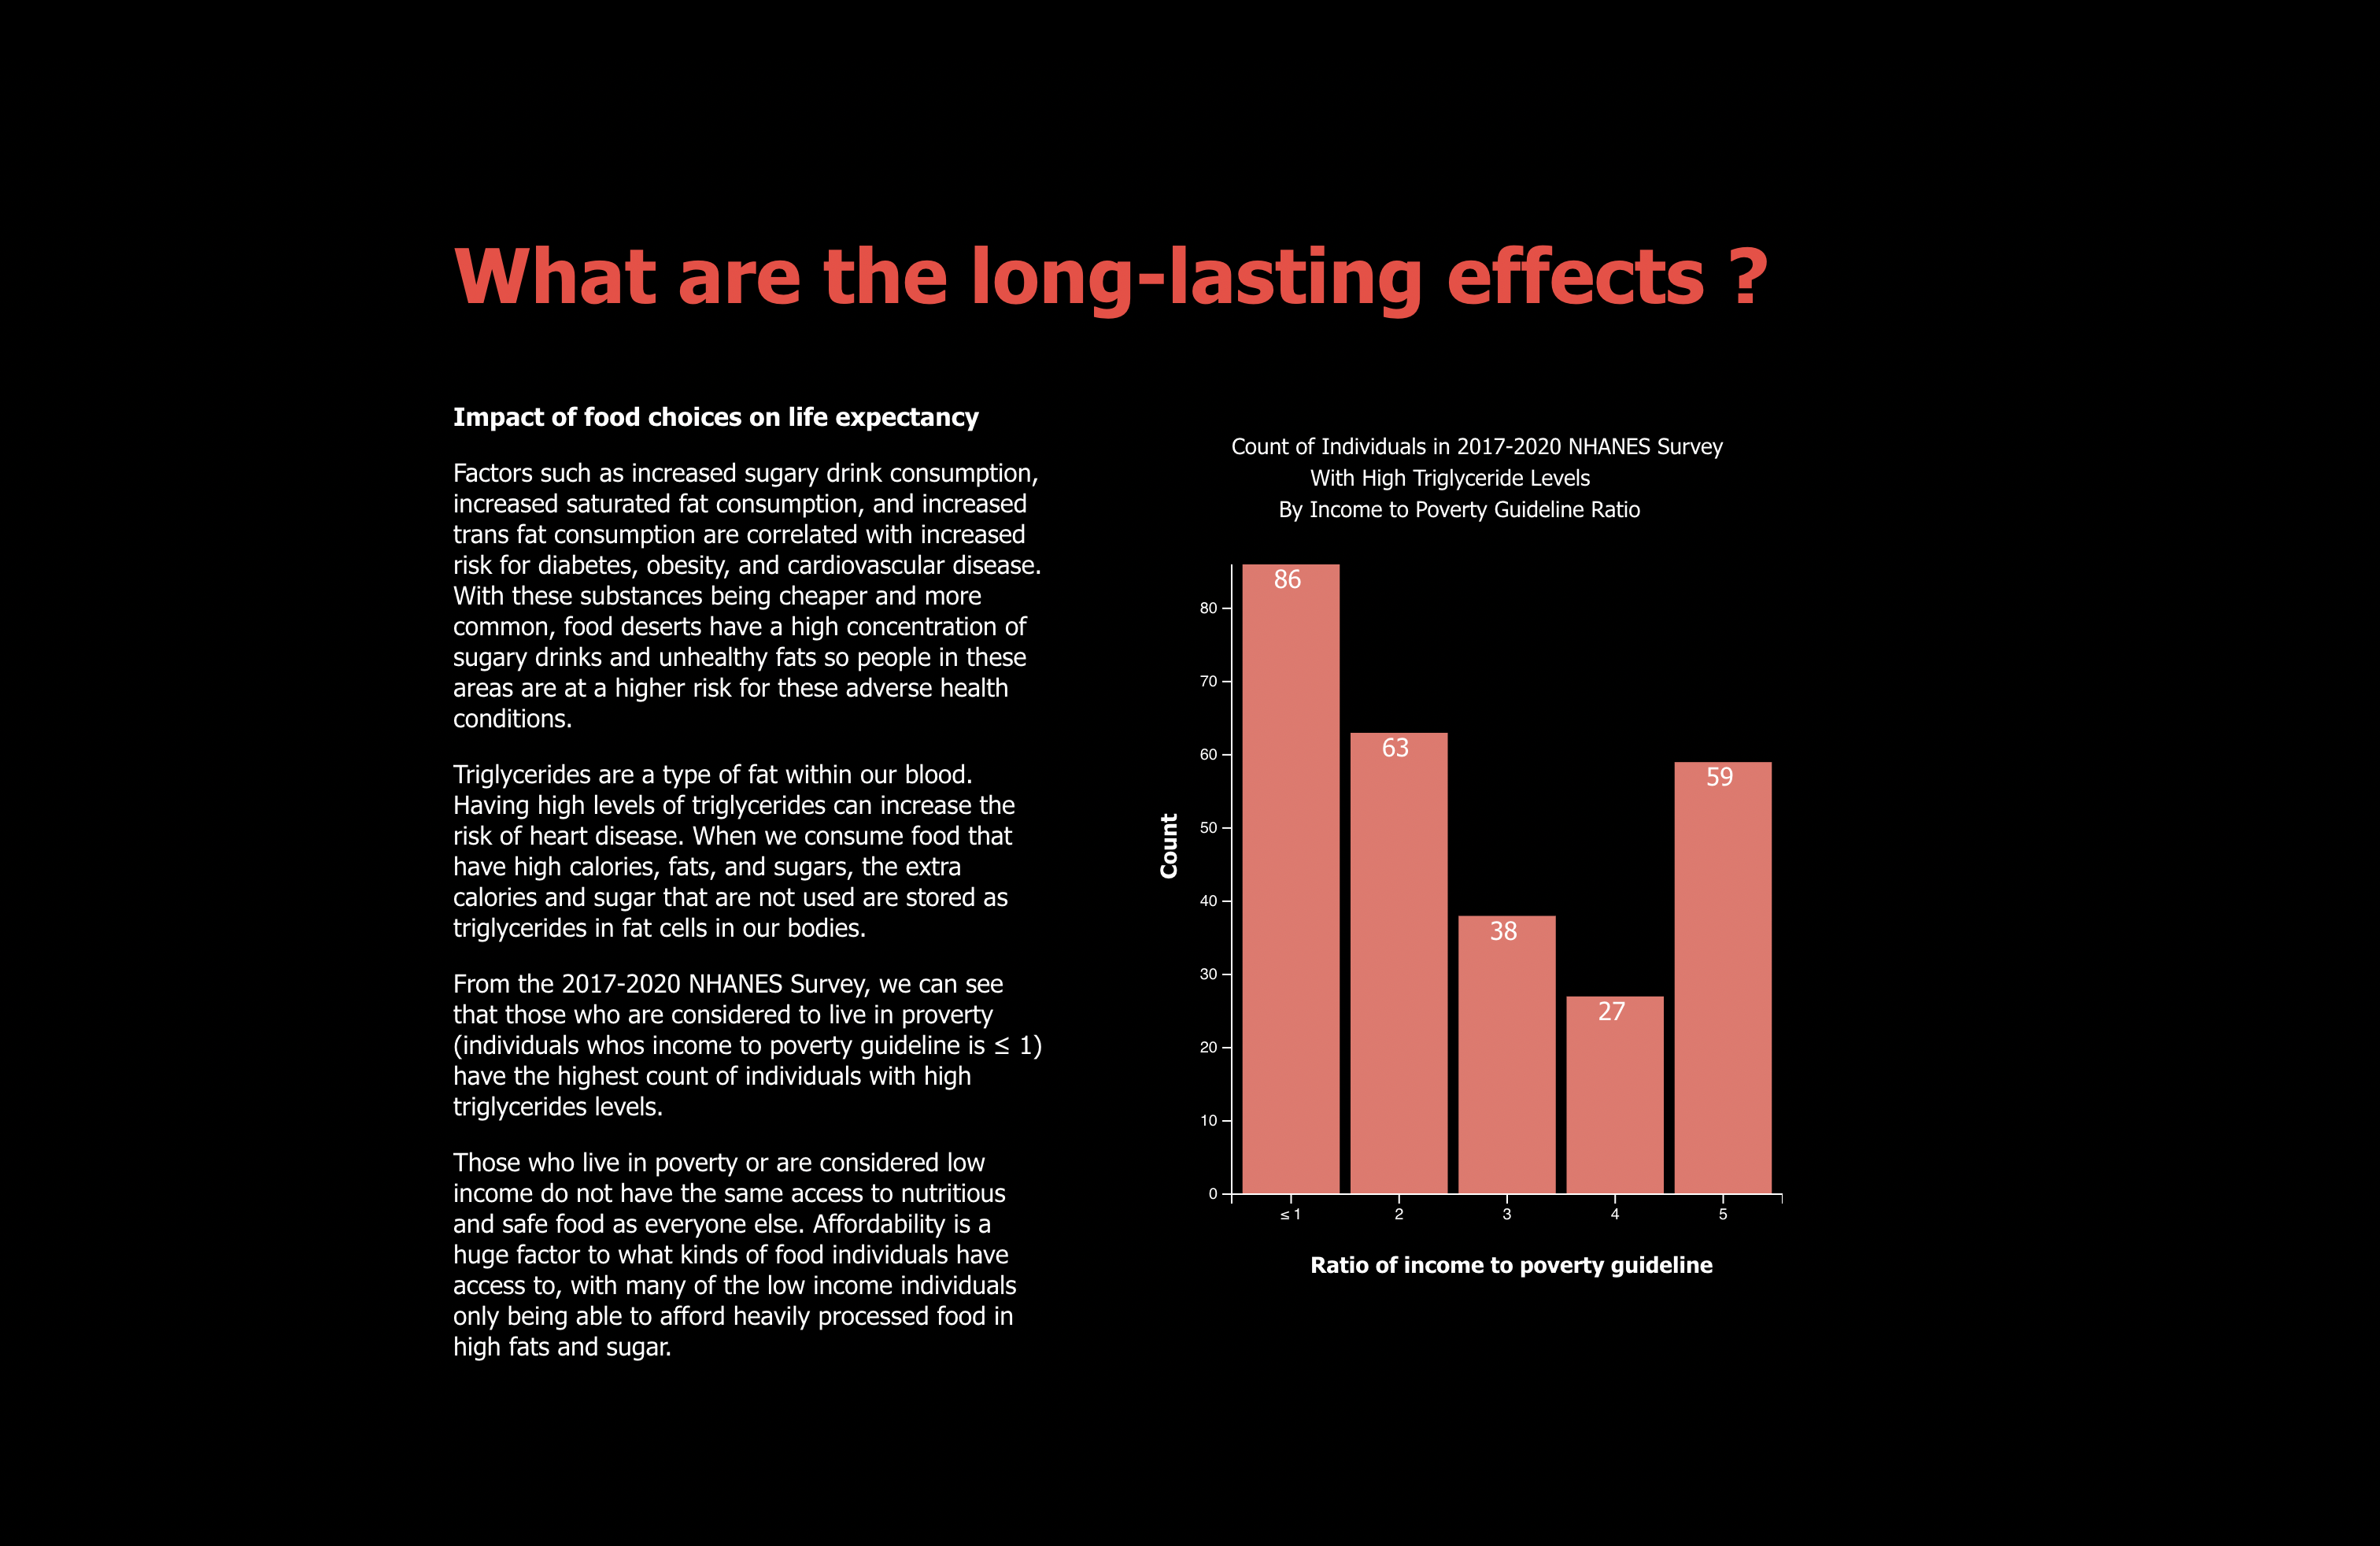 What are the long-lasting effects ?
Impact of food choices on life expectancy
Factors such as increased sugary drink consumption,
increased saturated fat consumption, and increased
trans fat consumption are correlated with increased
risk for diabetes, obesity, and cardiovascular disease.
With these substances being cheaper and more
common, food deserts have a high concentration of
sugary drinks and unhealthy fats so people in these
areas are at a higher risk for these adverse health
conditions.
Triglycerides are a type of fat within our blood.
Having high levels of triglycerides can increase the
risk of heart disease. When we consume food that
have high calories, fats, and sugars, the extra
calories and sugar that are not used are stored as
triglycerides in fat cells in our bodies.
From the 2017-2020 NHANES Survey, we can see
that those who are considered to live in proverty
(individuals whos income to poverty guideline is ≤ 1)
have the highest count of individuals with high
triglycerides levels.
Those who live in poverty or are considered low
income do not have the same access to nutritious
and safe food as everyone else. Affordability is a
huge factor to what kinds of food individuals have
access to, with many of the low income individuals
only being able to afford heavily processed food in
high fats and sugar.
Count of Individuals in 2017-2020 NHANES Survey
With High Triglyceride Levels
By Income to Poverty Guideline Ratio
86
63
38
27
59
80
70
60
50
40
30
20
10
0
Count
≤ 1
2
3
4
5
Ratio of income to poverty guideline